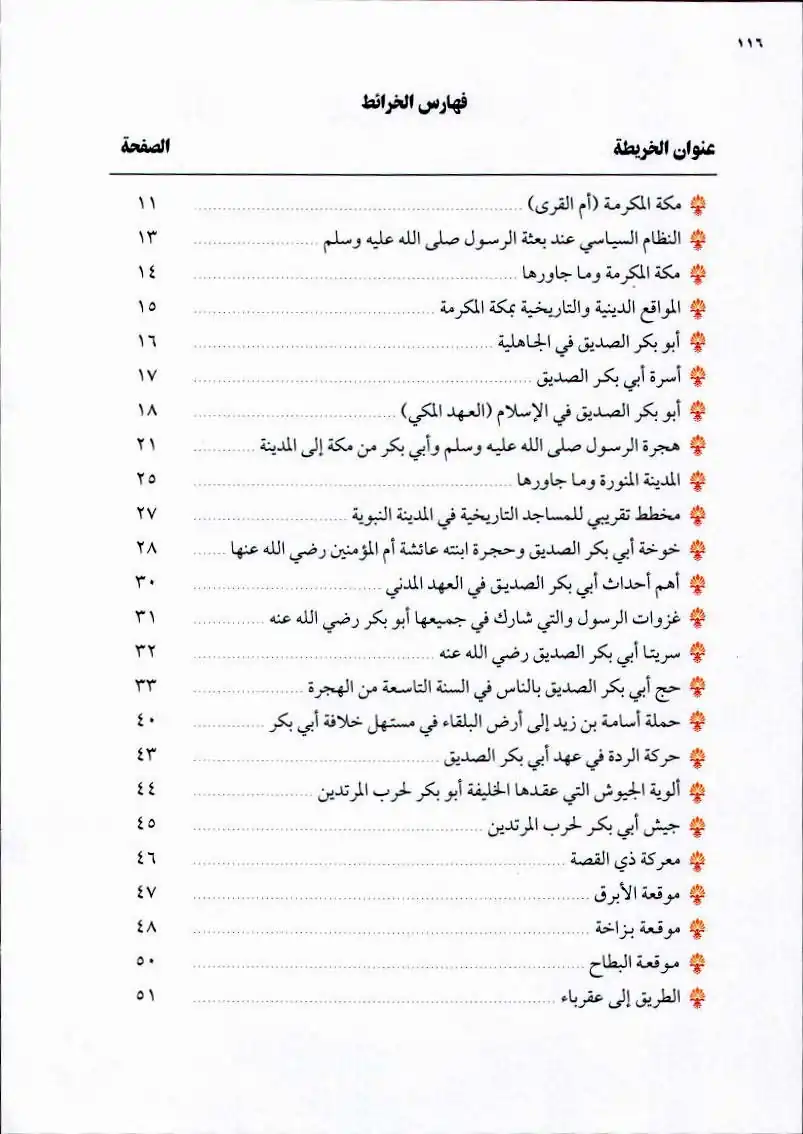 ١١٦
فهارس الخرائط
عنوان الخريطة الصفحة
مكة المكرمة (أم القرى) ١١
النظام السياسي عند بعثة الرسول صلى الله عليه وسلم ١٣
مكة المكرمة وما جاورها ١٤
المواقع الدينية والتاريخية بمكة المكرمة ١٥
أبو بكر الصديق في الجاهلية ١٦
أسرة أبي بكر الصديق ١٧
أبو بكر الصديق في الإسلام (العهد المكي) ١٨
هجرة الرسول صلى الله عليه وسلم وأبي بكر من مكة إلى المدينة ٢١
المدينة المنورة وما جاورها ٢٥
مخطط تقريبي للمساجد التاريخية في المدينة النبوية ٢٧
خوخة أبي بكر الصديق وحجرة ابنته عائشة أم المؤمنين رضي الله عنها ٢٨
أهم أحداث أبي بكر الصديق في العهد المدني ٣٠
غزوات الرسول والتي شارك في جميعها أبو بكر رضي الله عنه ٣١
سريتا أبي بكر الصديق رضي الله عنه ٣٢
حج أبي بكر الصديق بالناس في السنة التاسعة من الهجرة ٣٣
حملة أسامة بن زيد إلى أرض البلقاء في مستهل خلافة أبي بكر ٤٠
حركة الردة في عهد أبي بكر الصديق ٤٣
ألوية الجيوش التي عقدها الخليفة أبو بكر لحرب المرتدين ٤٤
جيش أبي بكر لحرب المرتدين ٤٥
معركة ذي القصة ٤٦
موقعة الأبرق ٤٧
موقعة بزاخة ٤٨
موقعة البطاح ٥٠
الطريق إلى عقرباء ٥١